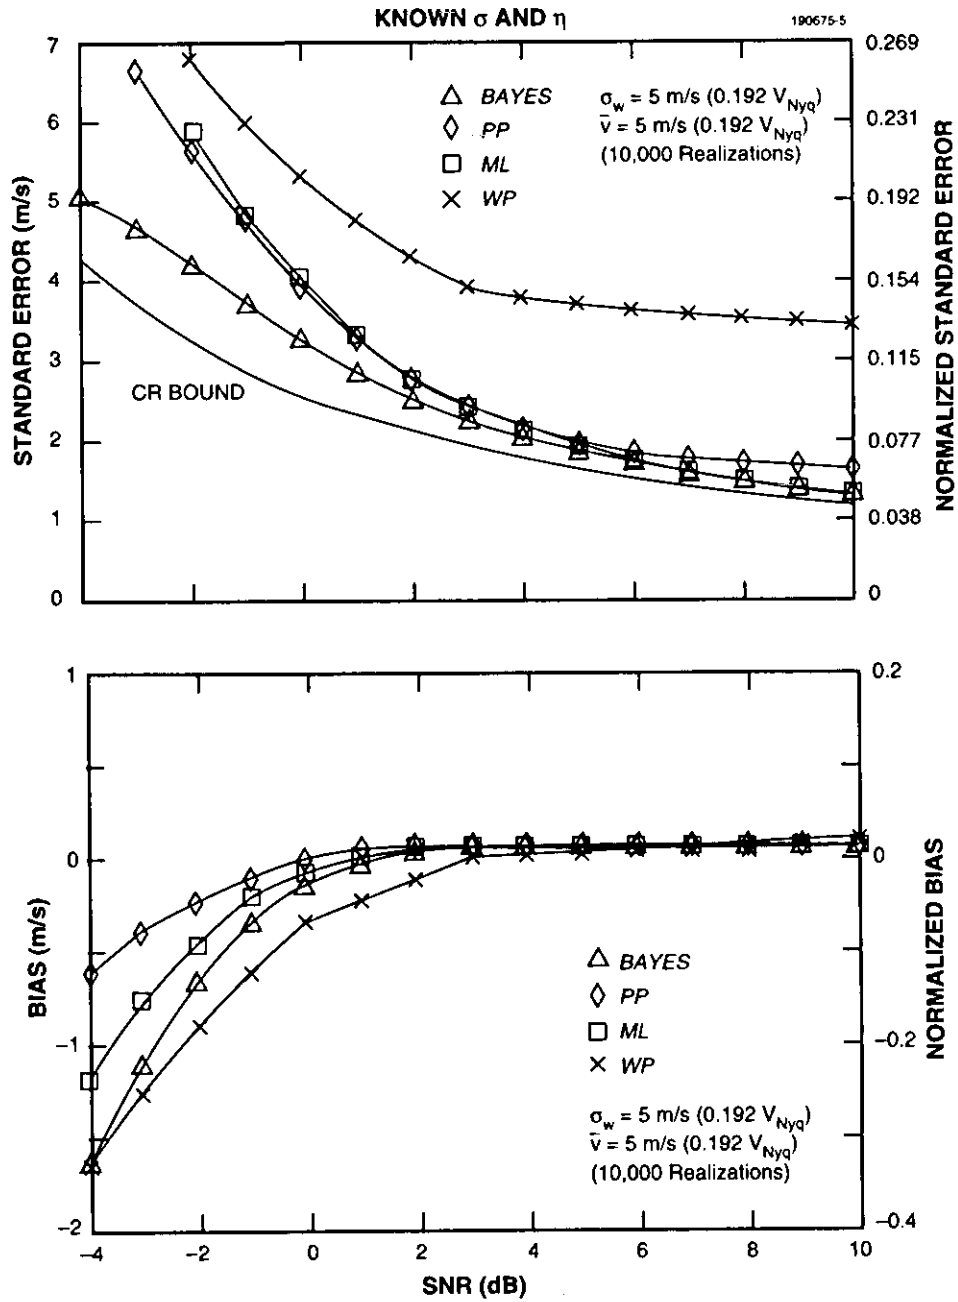 KNOWN σ AND η
190675-5
7
6
5
4
3
2
1
0
STANDARD ERROR (m/s)
△ BAYES
◇ PP
□ ML
× WP
σw = 5 m/s (0.192 VNyq)
v̄ = 5 m/s (0.192 VNyq)
(10,000 Realizations)
CR BOUND
0.269
0.231
0.192
0.154
0.115
0.077
0.038
0
NORMALIZED STANDARD ERROR
1
0
−1
−2
BIAS (m/s)
△ BAYES
◇ PP
□ ML
× WP
σw = 5 m/s (0.192 VNyq)
v̄ = 5 m/s (0.192 VNyq)
(10,000 Realizations)
0.2
0
−0.2
−0.4
NORMALIZED BIAS
−4 −2 0 2 4 6 8 10
SNR (dB)